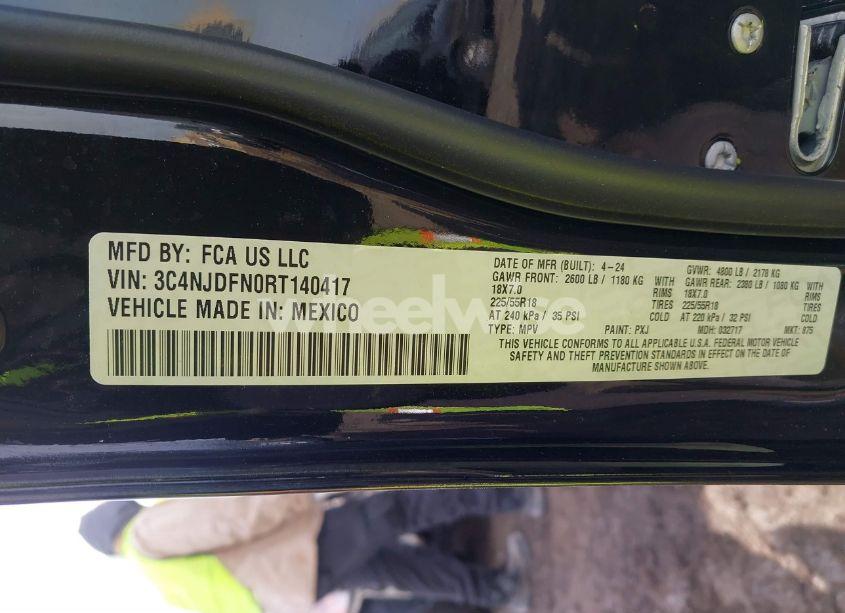 MFD BY: FCA US LLC
VIN: 3C4NJDFN0RT140417
VEHICLE MADE IN: MEXICO
DATE OF MFR (BUILT): 4-24
GVWR: 4800 LB / 2178 KG
GAWR FRONT: 2600 LB / 1180 KG WITH
GAWR REAR: 2380 LB / 1080 KG WITH
18X7.0 RIMS
18X7.0 RIMS
225/55R18 TIRES
225/55R18 TIRES
AT 240 kPa / 35 PSI COLD
AT 220 kPa / 32 PSI COLD
TYPE: MPV PAINT: PXJ MDH: 032717 MKT: 875
THIS VEHICLE CONFORMS TO ALL APPLICABLE U.S.A. FEDERAL MOTOR VEHICLE
SAFETY AND THEFT PREVENTION STANDARDS IN EFFECT ON THE DATE OF
MANUFACTURE SHOWN ABOVE.
wheelwise